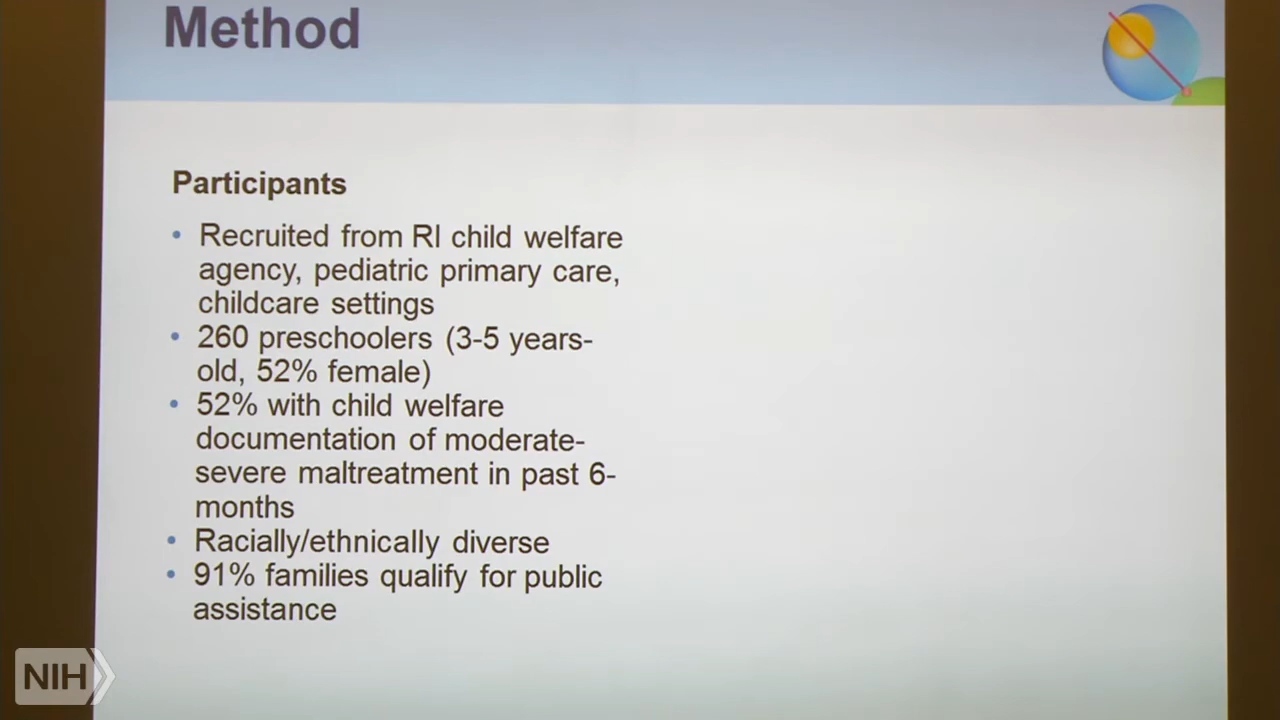 Method
Participants
• Recruited from RI child welfare
agency, pediatric primary care,
childcare settings
• 260 preschoolers (3-5 years-
old, 52% female)
• 52% with child welfare
documentation of moderate-
severe maltreatment in past 6-
months
• Racially/ethnically diverse
• 91% families qualify for public
assistance
NIH